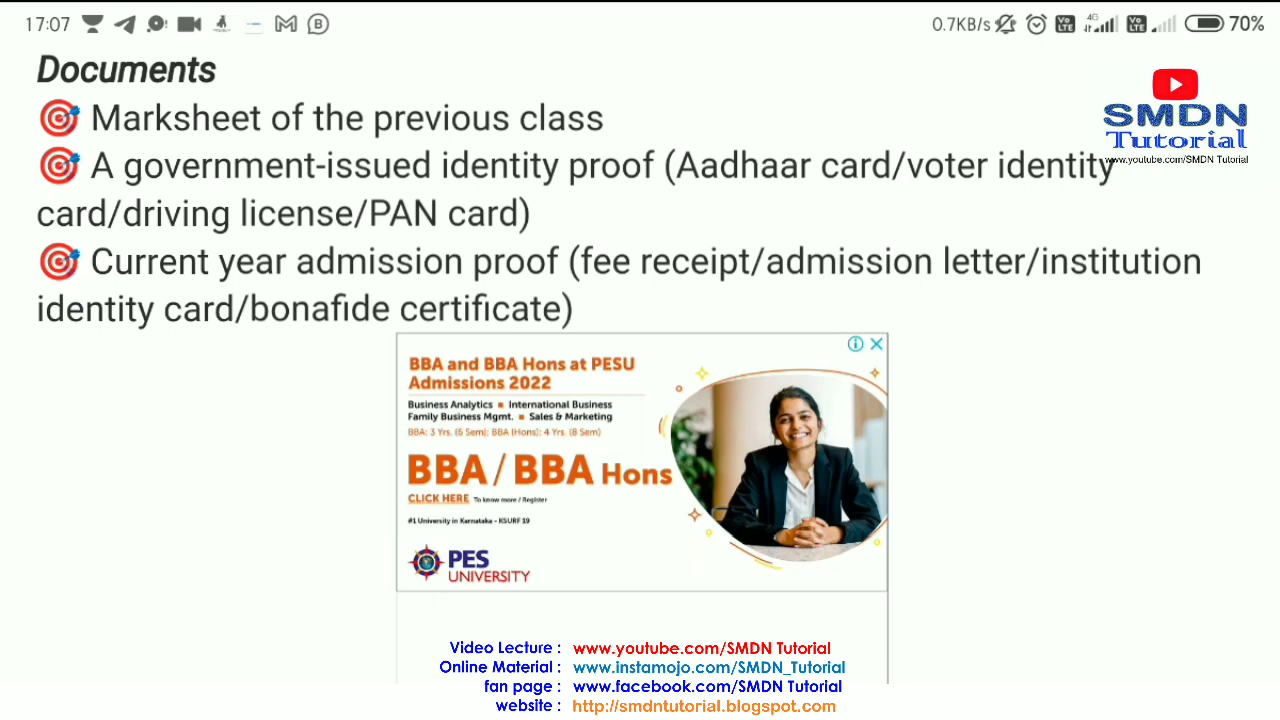 17:07
0.7KB/s 4G Vo LTE Vo LTE 70%
Documents
🎯 Marksheet of the previous class
🎯 A government-issued identity proof (Aadhaar card/voter identity
card/driving license/PAN card)
🎯 Current year admission proof (fee receipt/admission letter/institution
identity card/bonafide certificate)
SMDN
Tutorial
www.youtube.com/SMDN Tutorial
BBA and BBA Hons at PESU
Admissions 2022
Business Analytics ■ International Business
Family Business Mgmt. ■ Sales & Marketing
BBA: 3 Yrs. (6 Sem); BBA (Hons): 4 Yrs. (8 Sem)
BBA / BBA Hons
CLICK HERE To know more / Register
#1 University in Karnataka - KSURF 19
PES
UNIVERSITY
Video Lecture : www.youtube.com/SMDN Tutorial
Online Material : www.instamojo.com/SMDN_Tutorial
fan page : www.facebook.com/SMDN Tutorial
website : http://smdntutorial.blogspot.com